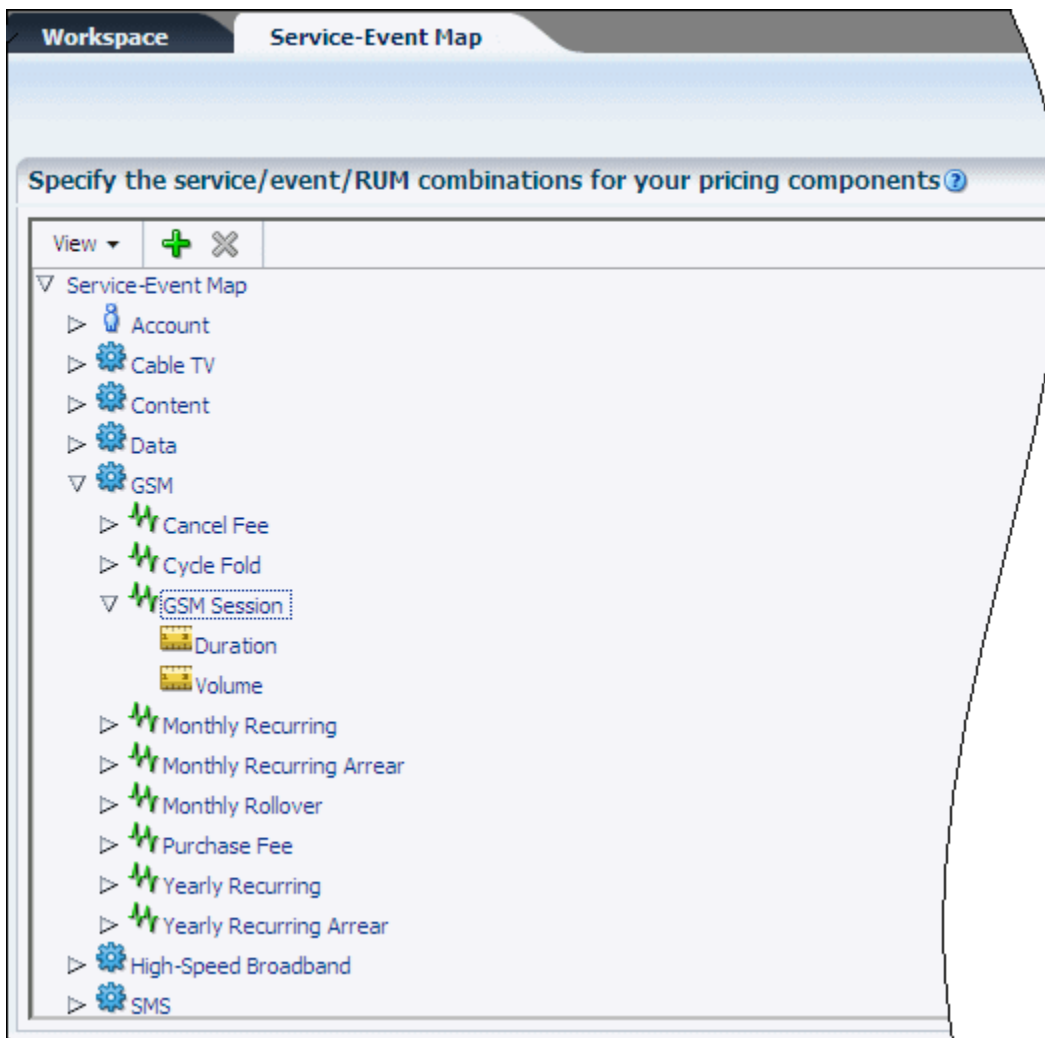 Workspace Service-Event Map
Specify the service/event/RUM combinations for your pricing components
View
Service-Event Map
Account
Cable TV
Content
Data
GSM
Cancel Fee
Cycle Fold
GSM Session
Duration
Volume
Monthly Recurring
Monthly Recurring Arrear
Monthly Rollover
Purchase Fee
Yearly Recurring
Yearly Recurring Arrear
High-Speed Broadband
SMS